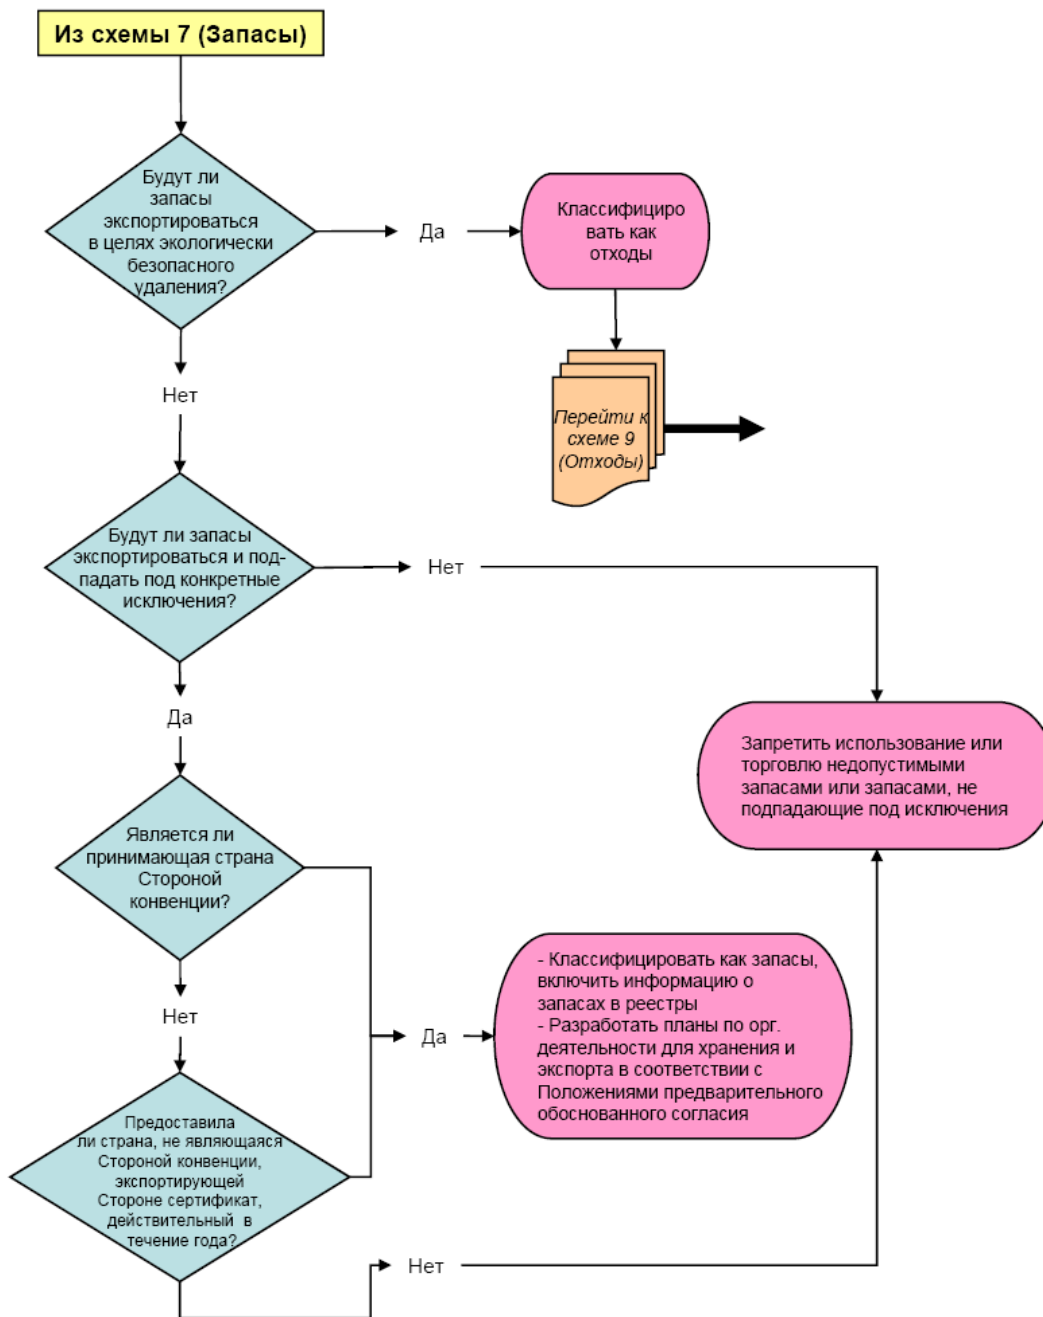 Из схемы 7 (Запасы)
Будут ли
запасы
экспортироваться
в целях экологически
безопасного
удаления?
Да
Классифициро
вать как
отходы
Перейти к
схеме 9
(Отходы)
Нет
Будут ли запасы
экспортироваться и под-
падать под конкретные
исключения?
Нет
Да
Запретить использование или
торговлю недопустимыми
запасами или запасами, не
подпадающие под исключения
Является ли
принимающая страна
Стороной
конвенции?
Нет
Да
- Классифицировать как запасы,
включить информацию о
запасах в реестры
- Разработать планы по орг.
деятельности для хранения и
экспорта в соответствии с
Положениями предварительного
обоснованного согласия
Предоставила
ли страна, не являющаяся
Стороной конвенции,
экспортирующей
Стороне сертификат,
действительный в
течение года?
Нет